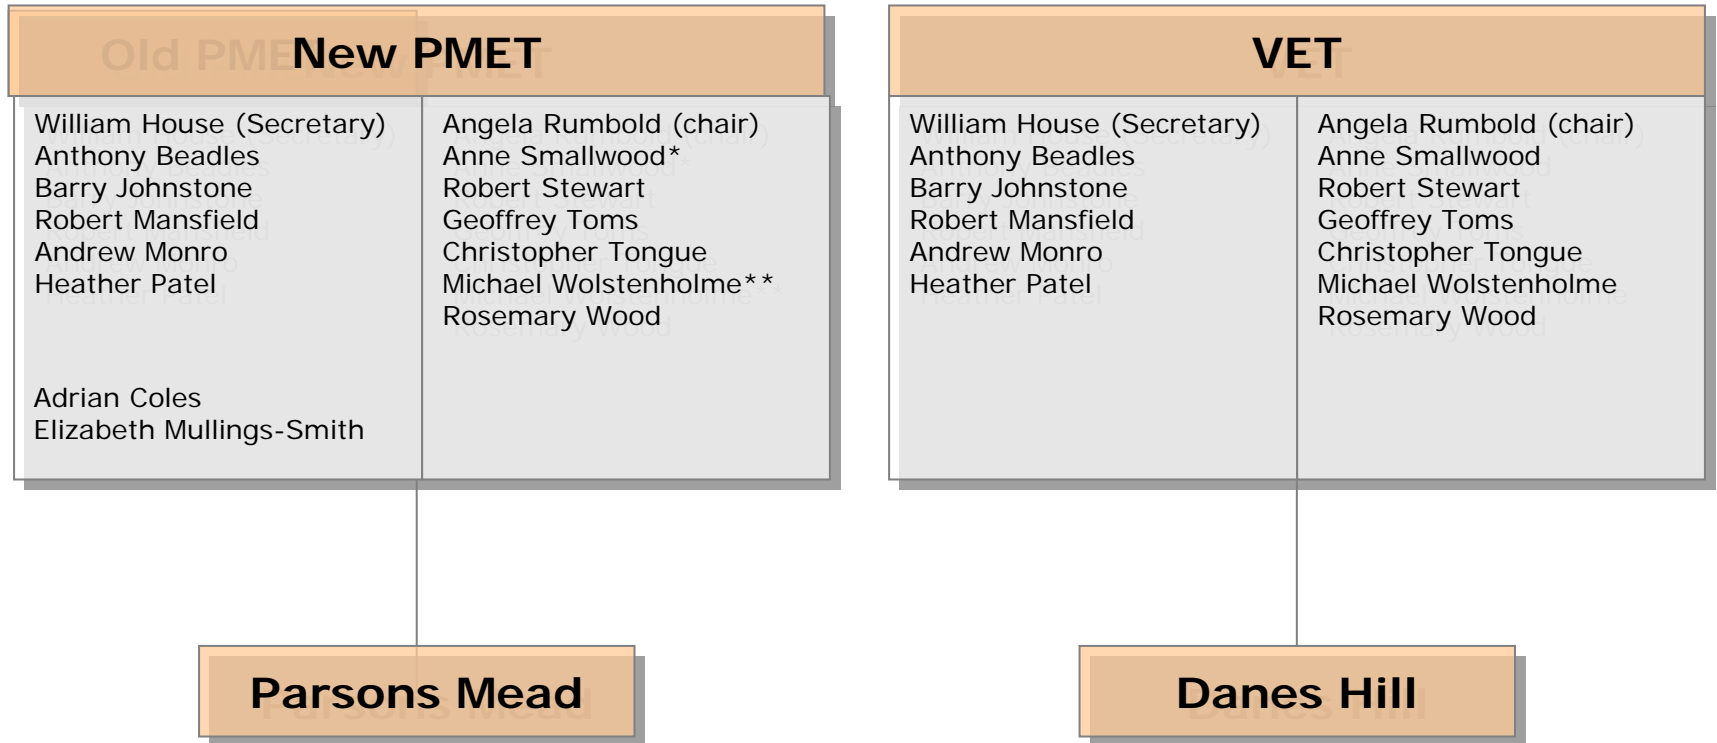 Old PMET
New PMET
William House (Secretary)
Anthony Beadles
Barry Johnstone
Robert Mansfield
Andrew Monro
Heather Patel
Adrian Coles
Elizabeth Mullings-Smith
Angela Rumbold (chair)
Anne Smallwood*
Robert Stewart
Geoffrey Toms
Christopher Tongue
Michael Wolstenholme**
Rosemary Wood
VET
William House (Secretary)
Anthony Beadles
Barry Johnstone
Robert Mansfield
Andrew Monro
Heather Patel
Angela Rumbold (chair)
Anne Smallwood
Robert Stewart
Geoffrey Toms
Christopher Tongue
Michael Wolstenholme
Rosemary Wood
Parsons Mead
Danes Hill